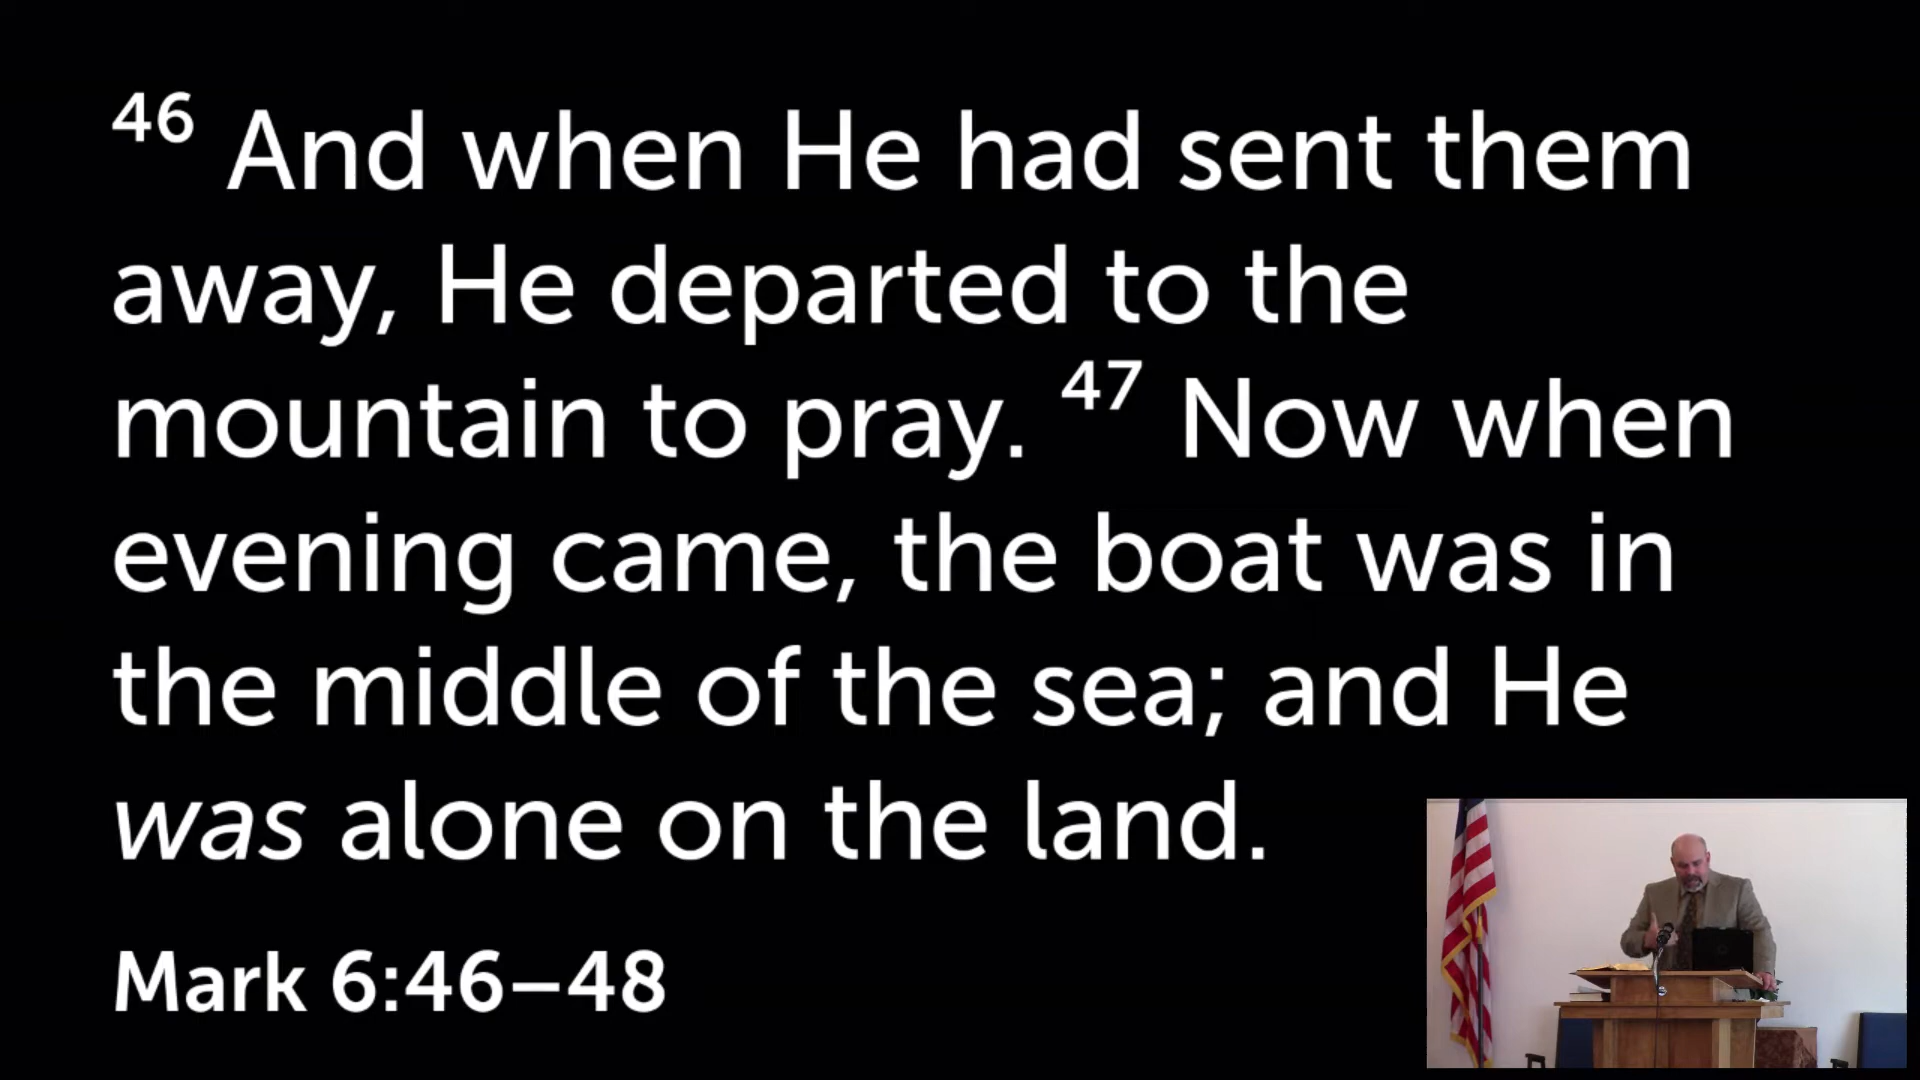 46 And when He had sent them
away, He departed to the
mountain to pray. 47 Now when
evening came, the boat was in
the middle of the sea; and He
was alone on the land.
Mark 6:46–48